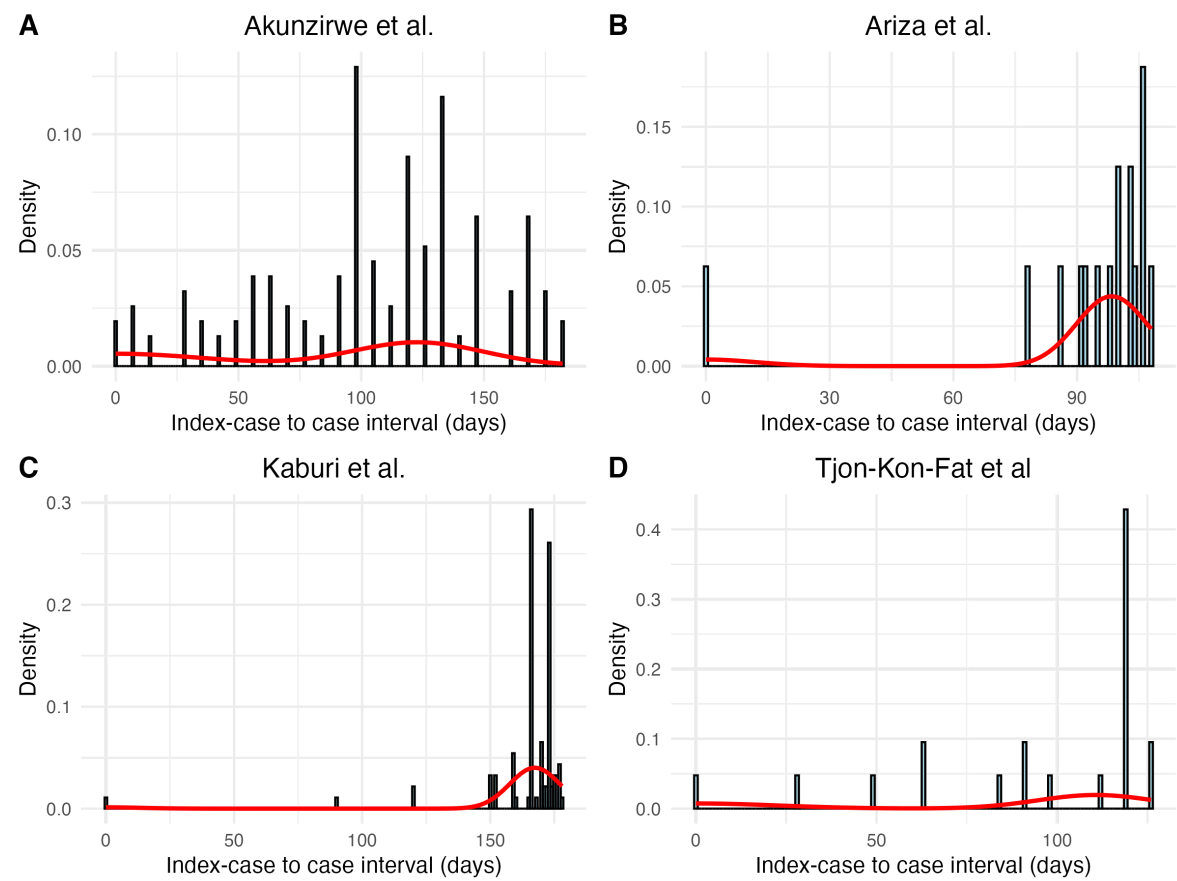 A
Akunzirwe et al.
Density
0.10
0.05
0.00
0 50 100 150
Index-case to case interval (days)
B
Ariza et al.
Density
0.15
0.10
0.05
0.00
0 30 60 90
Index-case to case interval (days)
C
Kaburi et al.
Density
0.3
0.2
0.1
0.0
0 50 100 150
Index-case to case interval (days)
D
Tjon-Kon-Fat et al
Density
0.4
0.3
0.2
0.1
0.0
0 50 100
Index-case to case interval (days)